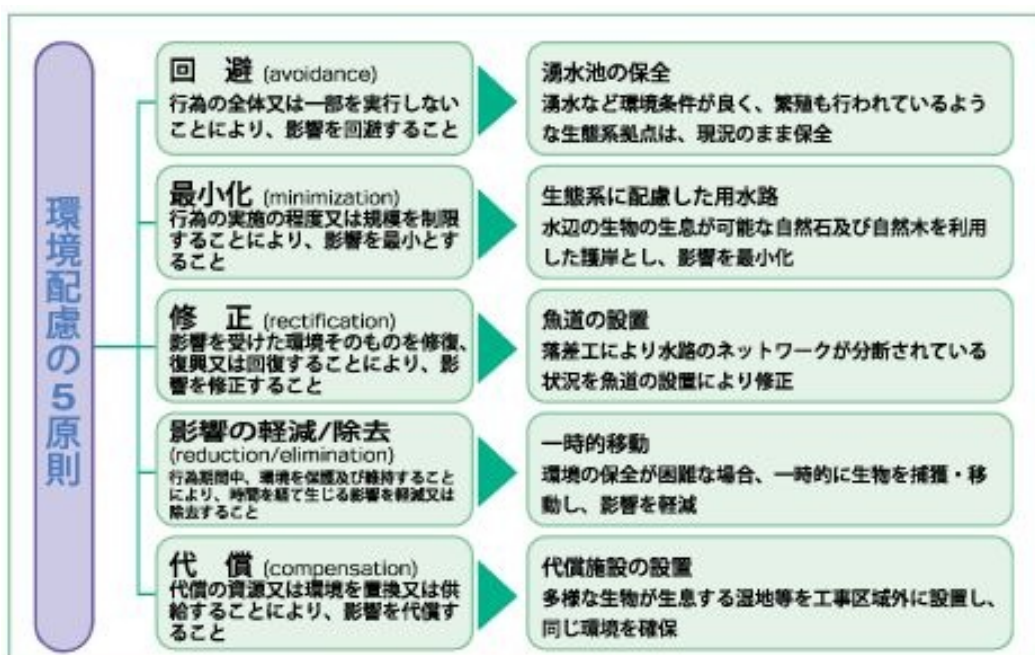 環境配慮の5原則
回 避 (avoidance)
行為の全体又は一部を実行しない
ことにより、影響を回避すること
湧水池の保全
湧水など環境条件が良く、繁殖も行われているよう
な生態系拠点は、現況のまま保全
最小化 (minimization)
行為の実施の程度又は規模を制限
することにより、影響を最小とす
ること
生態系に配慮した用水路
水辺の生物の生息が可能な自然石及び自然木を利用
した護岸とし、影響を最小化
修 正 (rectification)
影響を受けた環境そのものを修復、
復興又は回復することにより、影
響を修正すること
魚道の設置
落差工により水路のネットワークが分断されている
状況を魚道の設置により修正
影響の軽減/除去
(reduction/elimination)
行為期間中、環境を保護及び維持すること
により、時間を経て生じる影響を軽減又は
除去すること
一時的移動
環境の保全が困難な場合、一時的に生物を捕獲・移
動し、影響を軽減
代 償 (compensation)
代償の資源又は環境を置換又は供
給することにより、影響を代償す
ること
代償施設の設置
多様な生物が生息する湿地等を工事区域外に設置し、
同じ環境を確保